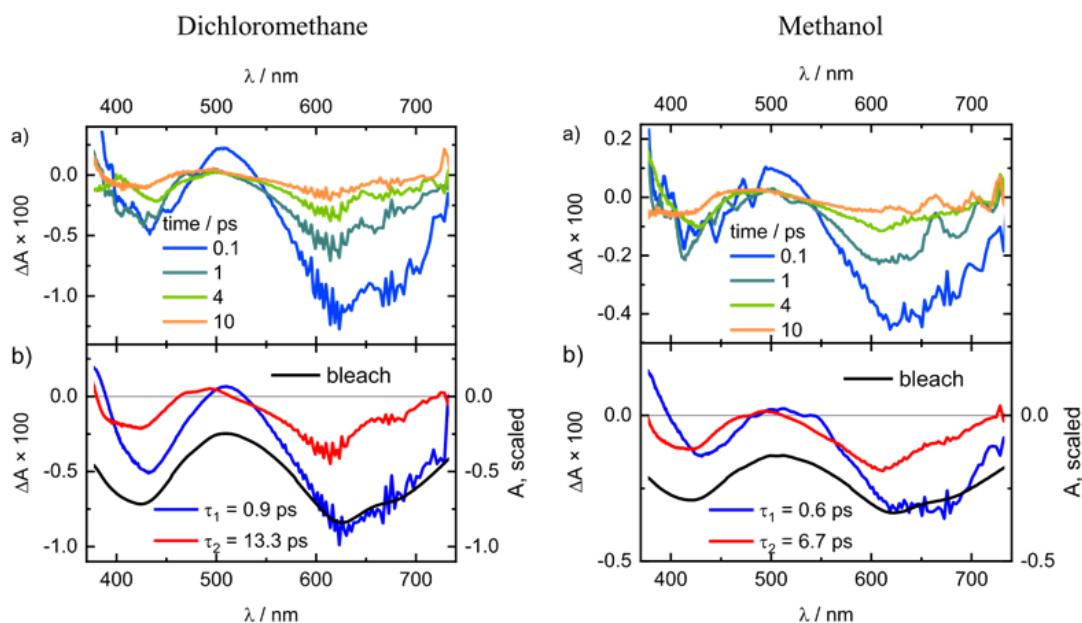 Dichloromethane
λ / nm
400 500 600 700
a)
0.0
-0.5
-1.0
ΔA × 100
time / ps
0.1
1
4
10
b)
bleach
0.0
-0.5
-1.0
ΔA × 100
0.0
-0.5
-1.0
A, scaled
τ1 = 0.9 ps
τ2 = 13.3 ps
400 500 600 700
λ / nm
Methanol
λ / nm
400 500 600 700
a)
0.2
0.0
-0.2
-0.4
ΔA × 100
time / ps
0.1
1
4
10
b)
bleach
0.0
-0.5
ΔA × 100
0.0
-0.5
A, scaled
τ1 = 0.6 ps
τ2 = 6.7 ps
400 500 600 700
λ / nm